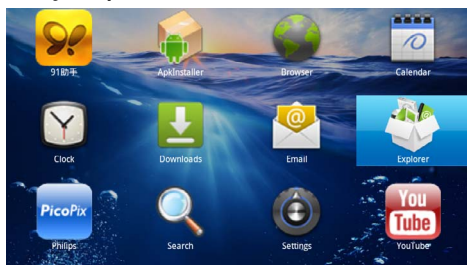 91助手
ApkInstaller
Browser
Calendar
Clock
Downloads
@
Email
Explorer
PicoPix
Philips
Search
Settings
You
Tube
YouTube